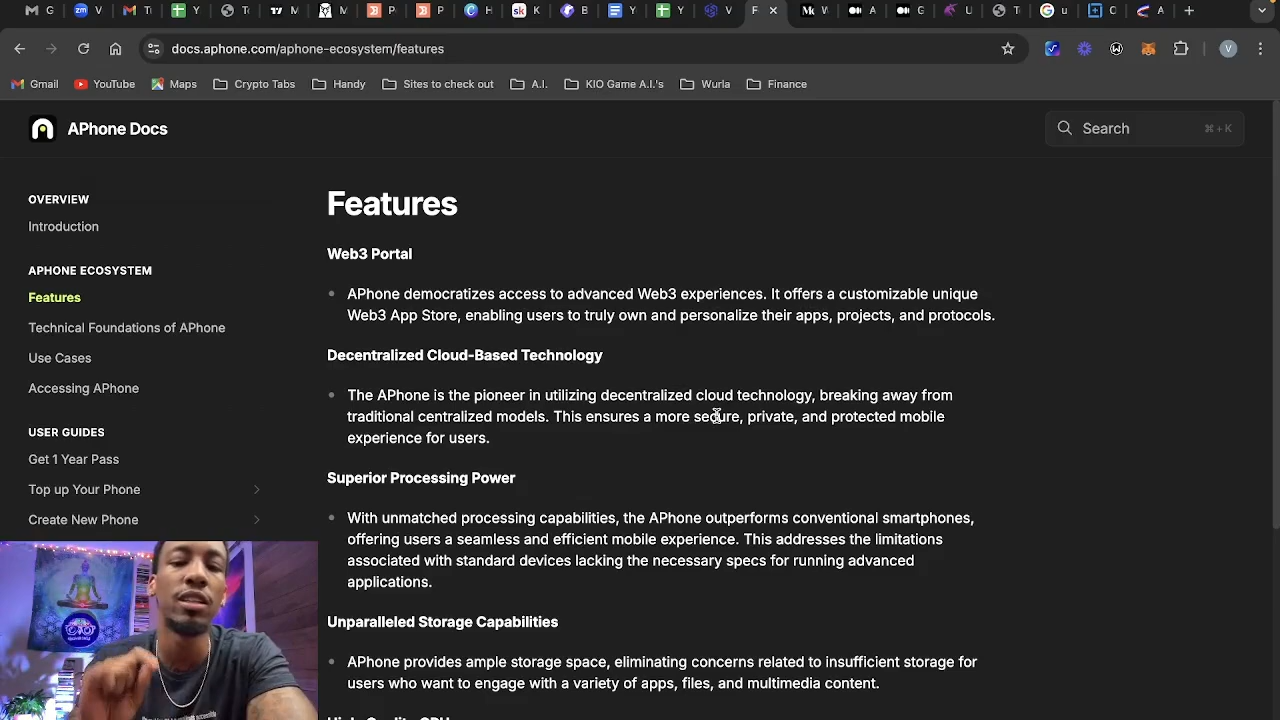 G
V
Y
To
M
M
P
P
H
K
B
Y
Y
V
F
W
A
G
U
To
u
C
A
docs.aphone.com/aphone-ecosystem/features
V
Gmail
YouTube
Maps
Crypto Tabs
Handy
Sites to check out
A.I.
KIO Game A.I.'s
Wurla
Finance
APhone Docs
Search
⌘ + K
OVERVIEW
Introduction
APHONE ECOSYSTEM
Features
Technical Foundations of APhone
Use Cases
Accessing APhone
USER GUIDES
Get 1 Year Pass
Top up Your Phone
Create New Phone
Features
Web3 Portal
APhone democratizes access to advanced Web3 experiences. It offers a customizable unique
Web3 App Store, enabling users to truly own and personalize their apps, projects, and protocols.
Decentralized Cloud-Based Technology
The APhone is the pioneer in utilizing decentralized cloud technology, breaking away from
traditional centralized models. This ensures a more secure, private, and protected mobile
experience for users.
Superior Processing Power
With unmatched processing capabilities, the APhone outperforms conventional smartphones,
offering users a seamless and efficient mobile experience. This addresses the limitations
associated with standard devices lacking the necessary specs for running advanced
applications.
Unparalleled Storage Capabilities
APhone provides ample storage space, eliminating concerns related to insufficient storage for
users who want to engage with a variety of apps, files, and multimedia content.